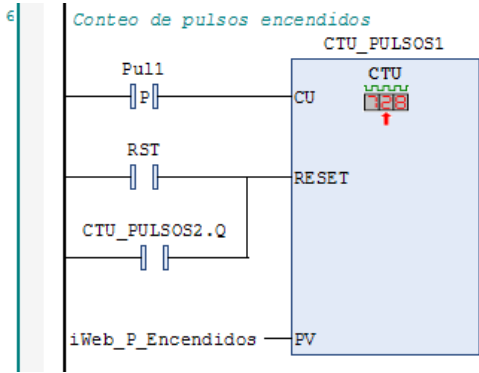 6
Conteo de pulsos encendidos
CTU_PULSOS1
Pul1
CTU
P
CU
728
RST
RESET
CTU_PULSOS2.Q
iWeb_P_Encendidos
PV